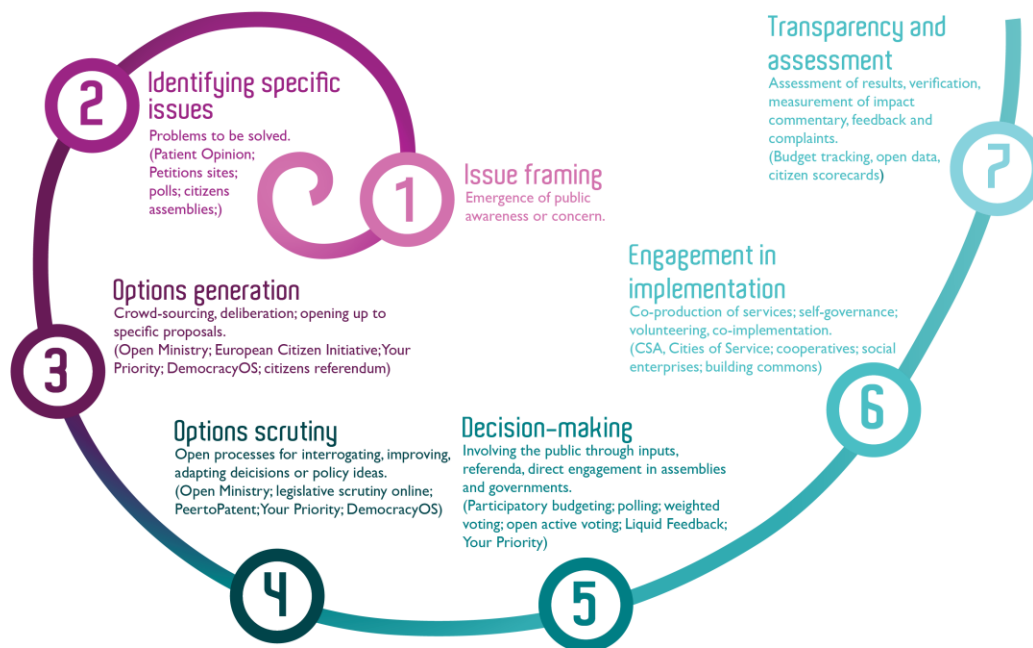 1
Issue framing
Emergence of public
awareness or concern.
2
Identifying specific
issues
Problems to be solved.
(Patient Opinion;
Petitions sites;
polls; citizens
assemblies;)
3
Options generation
Crowd-sourcing, deliberation; opening up to
specific proposals.
(Open Ministry; European Citizen Initiative;Your
Priority; DemocracyOS; citizens referendum)
4
Options scrutiny
Open processes for interrogating, improving,
adapting deicisions or policy ideas.
(Open Ministry; legislative scrutiny online;
PeertoPatent;Your Priority; DemocracyOS)
5
Decision-making
Involving the public through inputs,
referenda, direct engagement in assemblies
and governments.
(Participatory budgeting; polling; weighted
voting; open active voting; Liquid Feedback;
Your Priority)
6
Engagement in
implementation
Co-production of services; self-governance;
volunteering, co-implementation.
(CSA, Cities of Service; cooperatives; social
enterprises; building commons)
7
Transparency and
assessment
Assessment of results, verification,
measurement of impact
commentary, feedback and
complaints.
(Budget tracking, open data,
citizen scorecards)